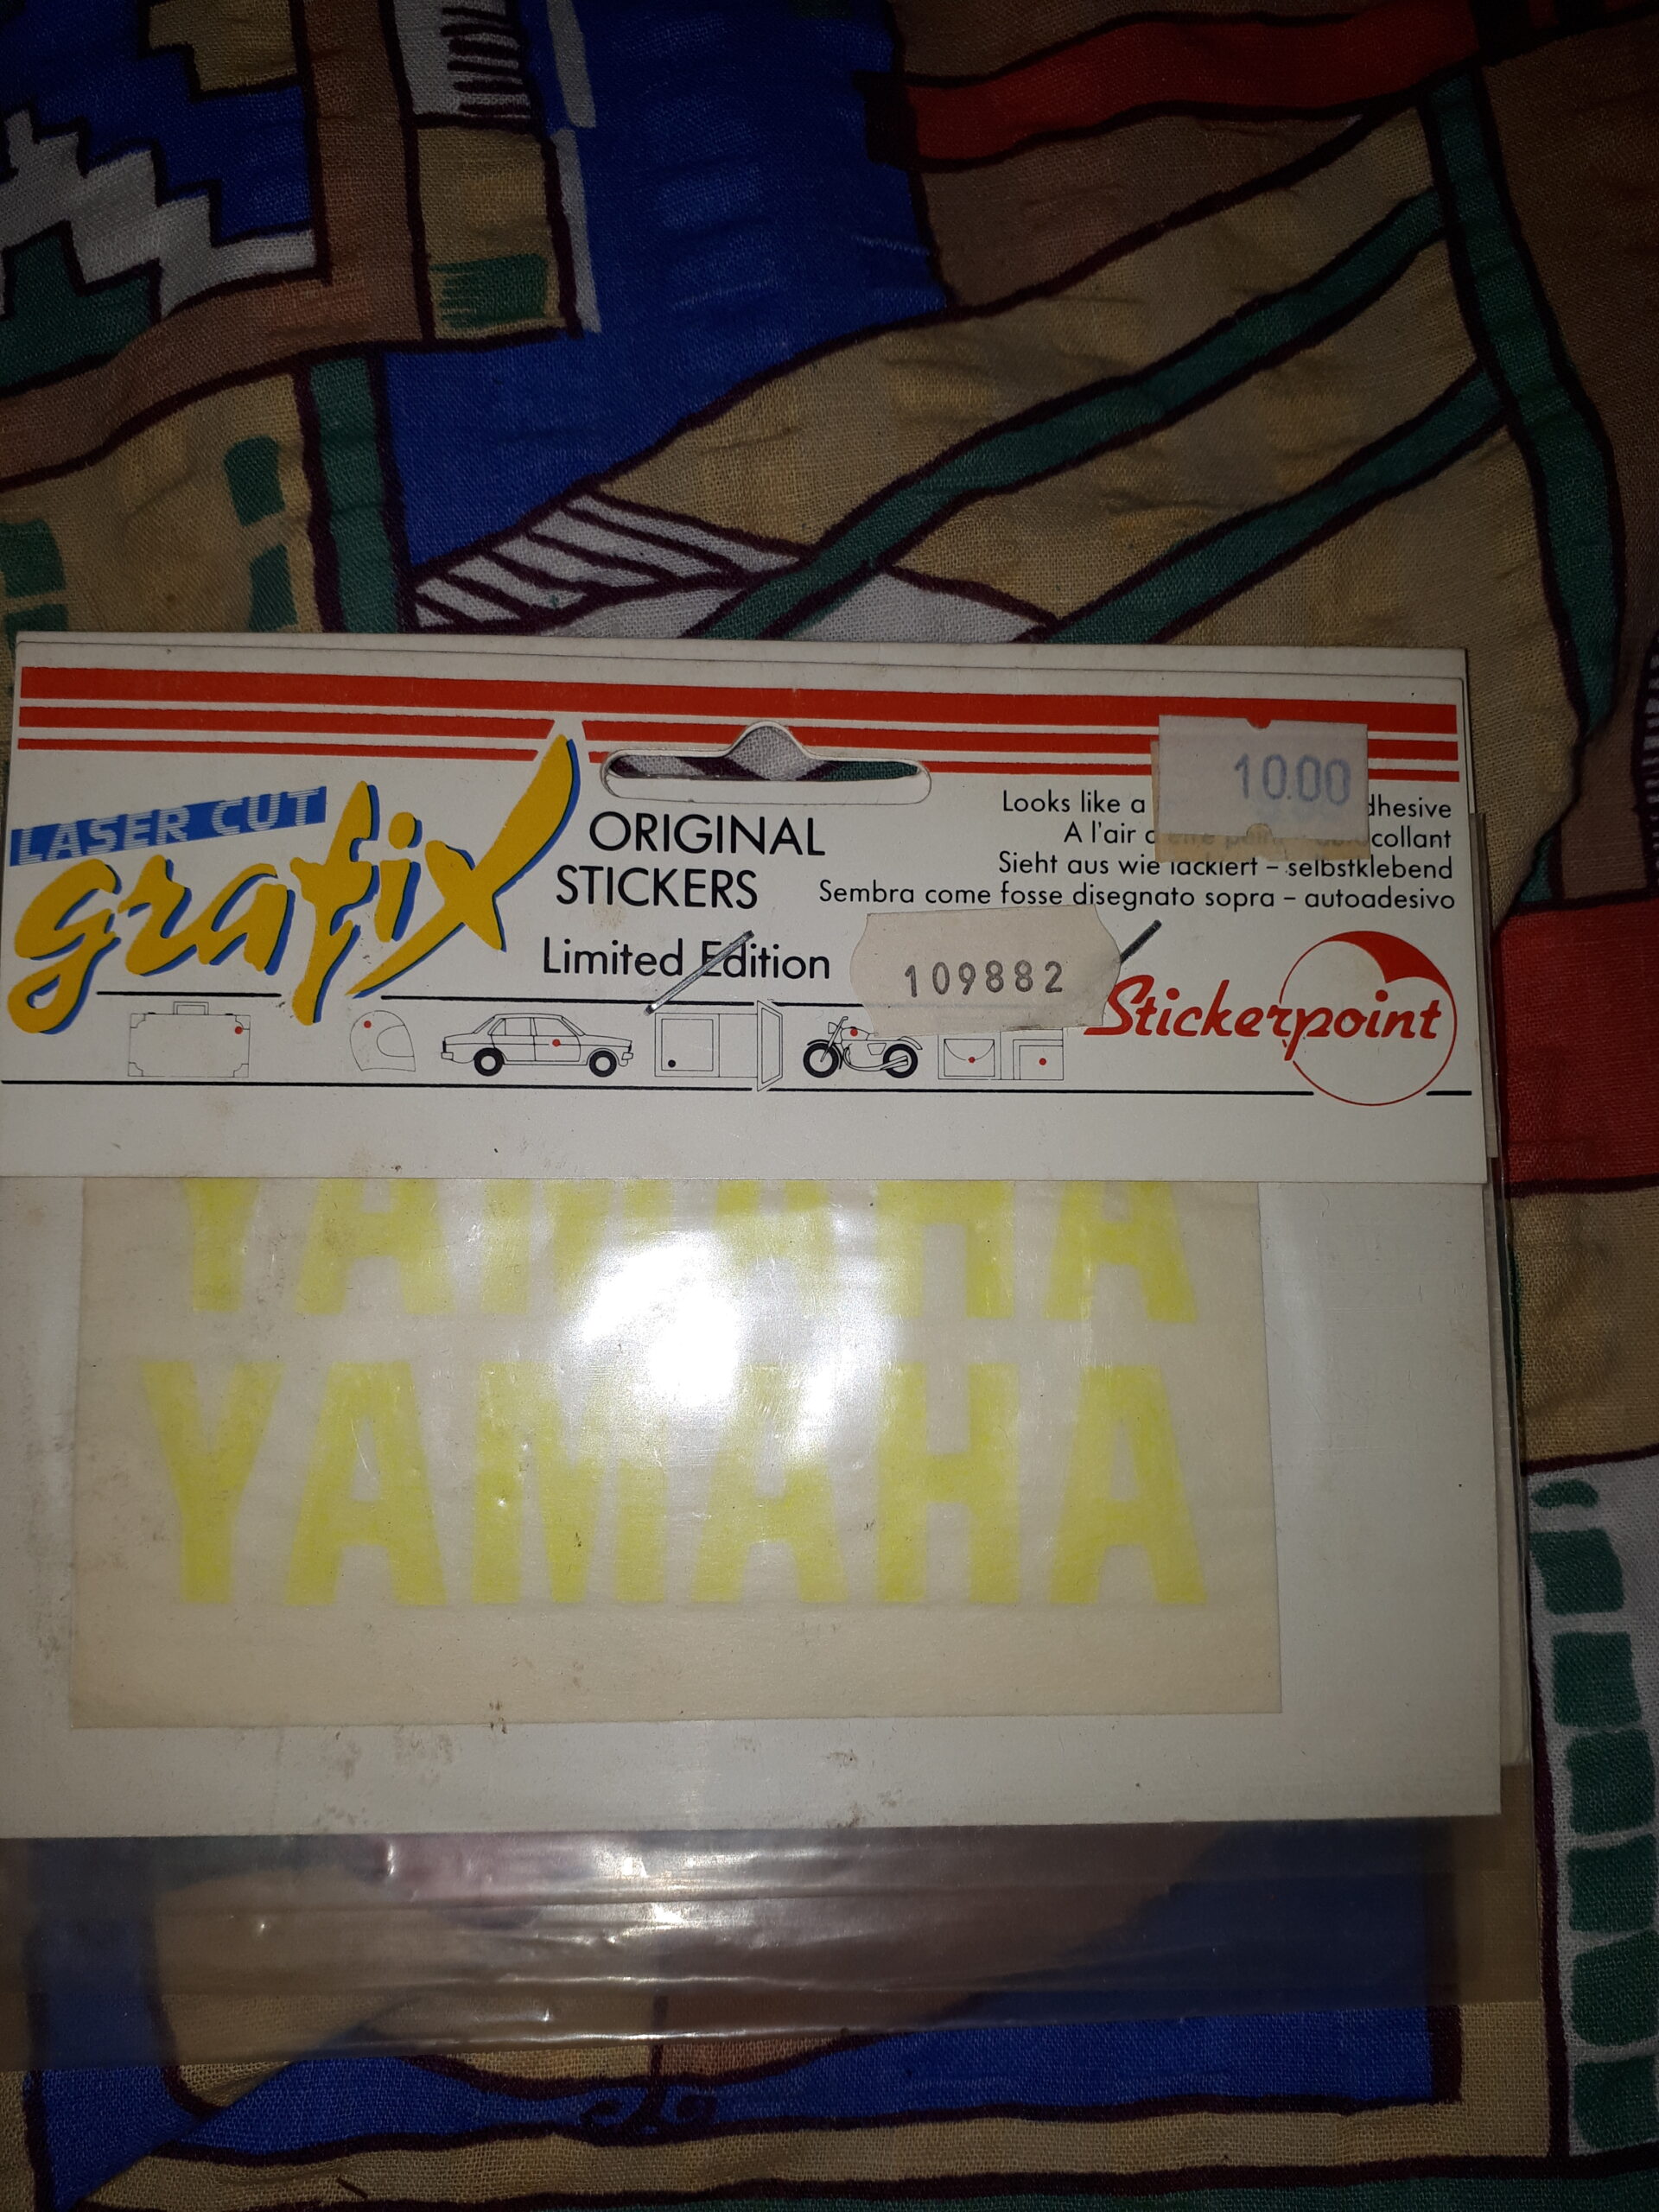 LASER CUT
grafix
ORIGINAL
STICKERS
Limited Edition
10.00
Looks like a dhesive
A l'air d'être collant
Sieht aus wie lackiert – selbstklebend
Sembra come fosse disegnato sopra – autoadesivo
109882
Stickerpoint
YAMAHA
YAMAHA